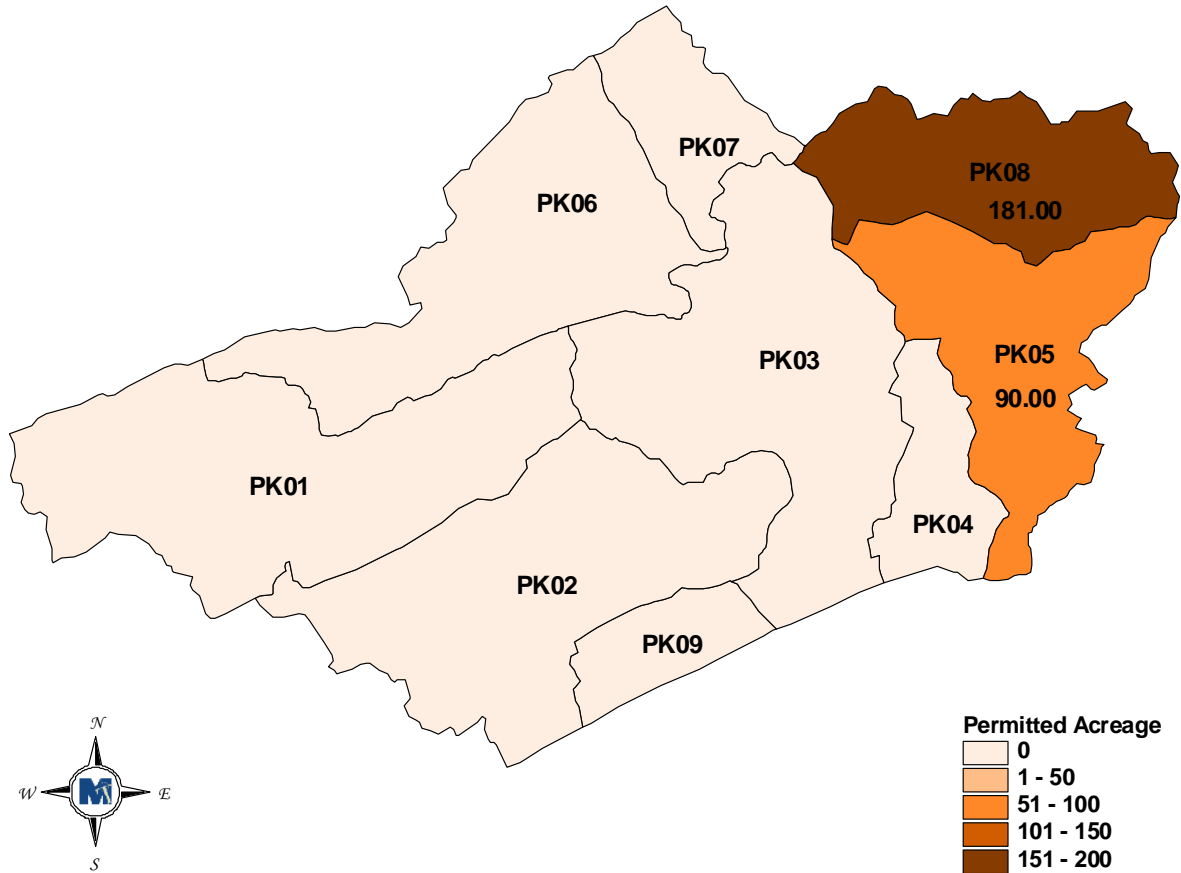 PK07
PK08
PK06
181.00
PK03
PK05
90.00
PK01
PK04
PK02
PK09
N
W
M
E
S
Permitted Acreage
0
1 - 50
51 - 100
101 - 150
151 - 200